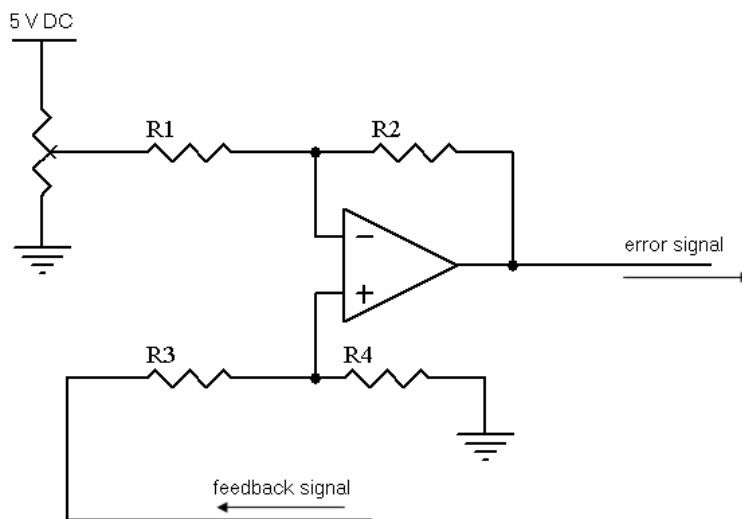 5 V DC
R1
R2
−
error signal
+
R3
R4
feedback signal